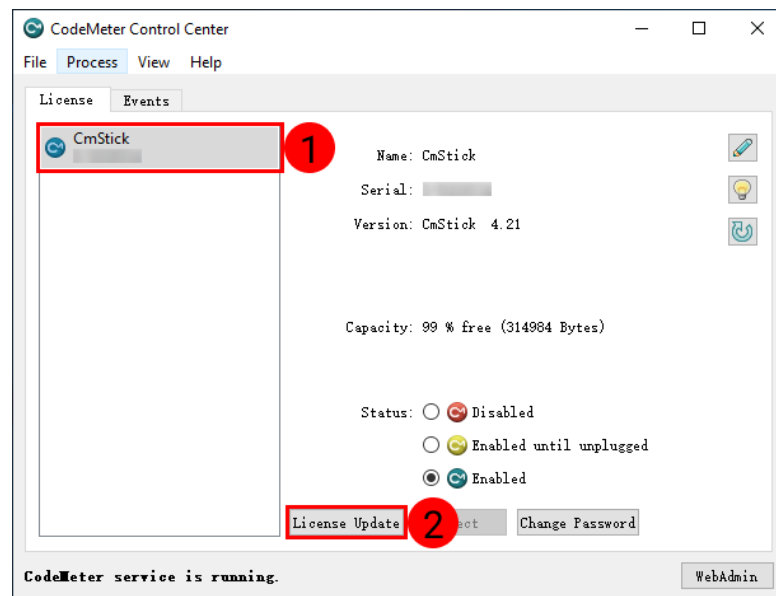 CodeMeter Control Center
File Process View Help
License Events
CmStick
1
Name: CmStick
Serial:
Version: CmStick 4.21
Capacity: 99 % free (314984 Bytes)
Status: Disabled
Enabled until unplugged
Enabled
License Update 2 Change Password
CodeMeter service is running. WebAdmin